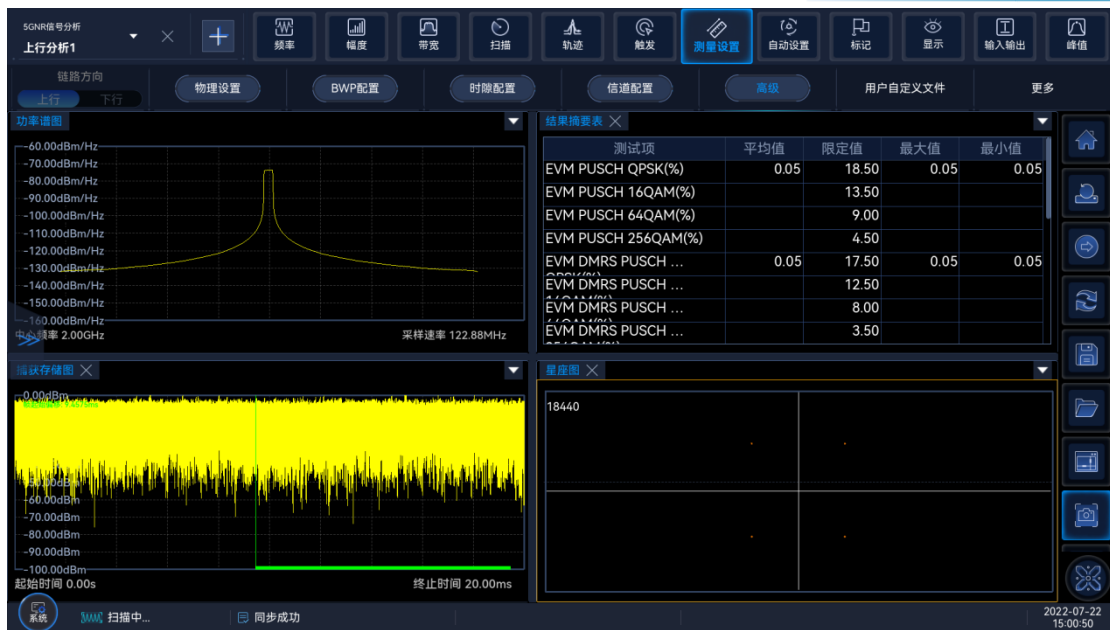 5GNR信号分析
上行分析1
频率
幅度
带宽
扫描
轨迹
触发
测量设置
自动设置
标记
显示
输入输出
峰值
链路方向
上行 下行
物理设置
BWP配置
时隙配置
信道配置
高级
用户自定义文件
更多
功率谱图
-60.00dBm/Hz
-70.00dBm/Hz
-80.00dBm/Hz
-90.00dBm/Hz
-100.00dBm/Hz
-110.00dBm/Hz
-120.00dBm/Hz
-130.00dBm/Hz
-140.00dBm/Hz
-150.00dBm/Hz
-160.00dBm/Hz
中心频率 2.00GHz 采样速率 122.88MHz
结果摘要表
测试项 平均值 限定值 最大值 最小值
EVM PUSCH QPSK(%) 0.05 18.50 0.05 0.05
EVM PUSCH 16QAM(%) 13.50
EVM PUSCH 64QAM(%) 9.00
EVM PUSCH 256QAM(%) 4.50
EVM DMRS PUSCH ... 0.05 17.50 0.05 0.05
EVM DMRS PUSCH ... 12.50
EVM DMRS PUSCH ... 8.00
EVM DMRS PUSCH ... 3.50
捕获存储图
0.00dBm
-60.00dBm
-70.00dBm
-80.00dBm
-90.00dBm
-100.00dBm
起始时间 0.00s 终止时间 20.00ms
星座图
18440
系统
扫描中...
同步成功
2022-07-22
15:00:50